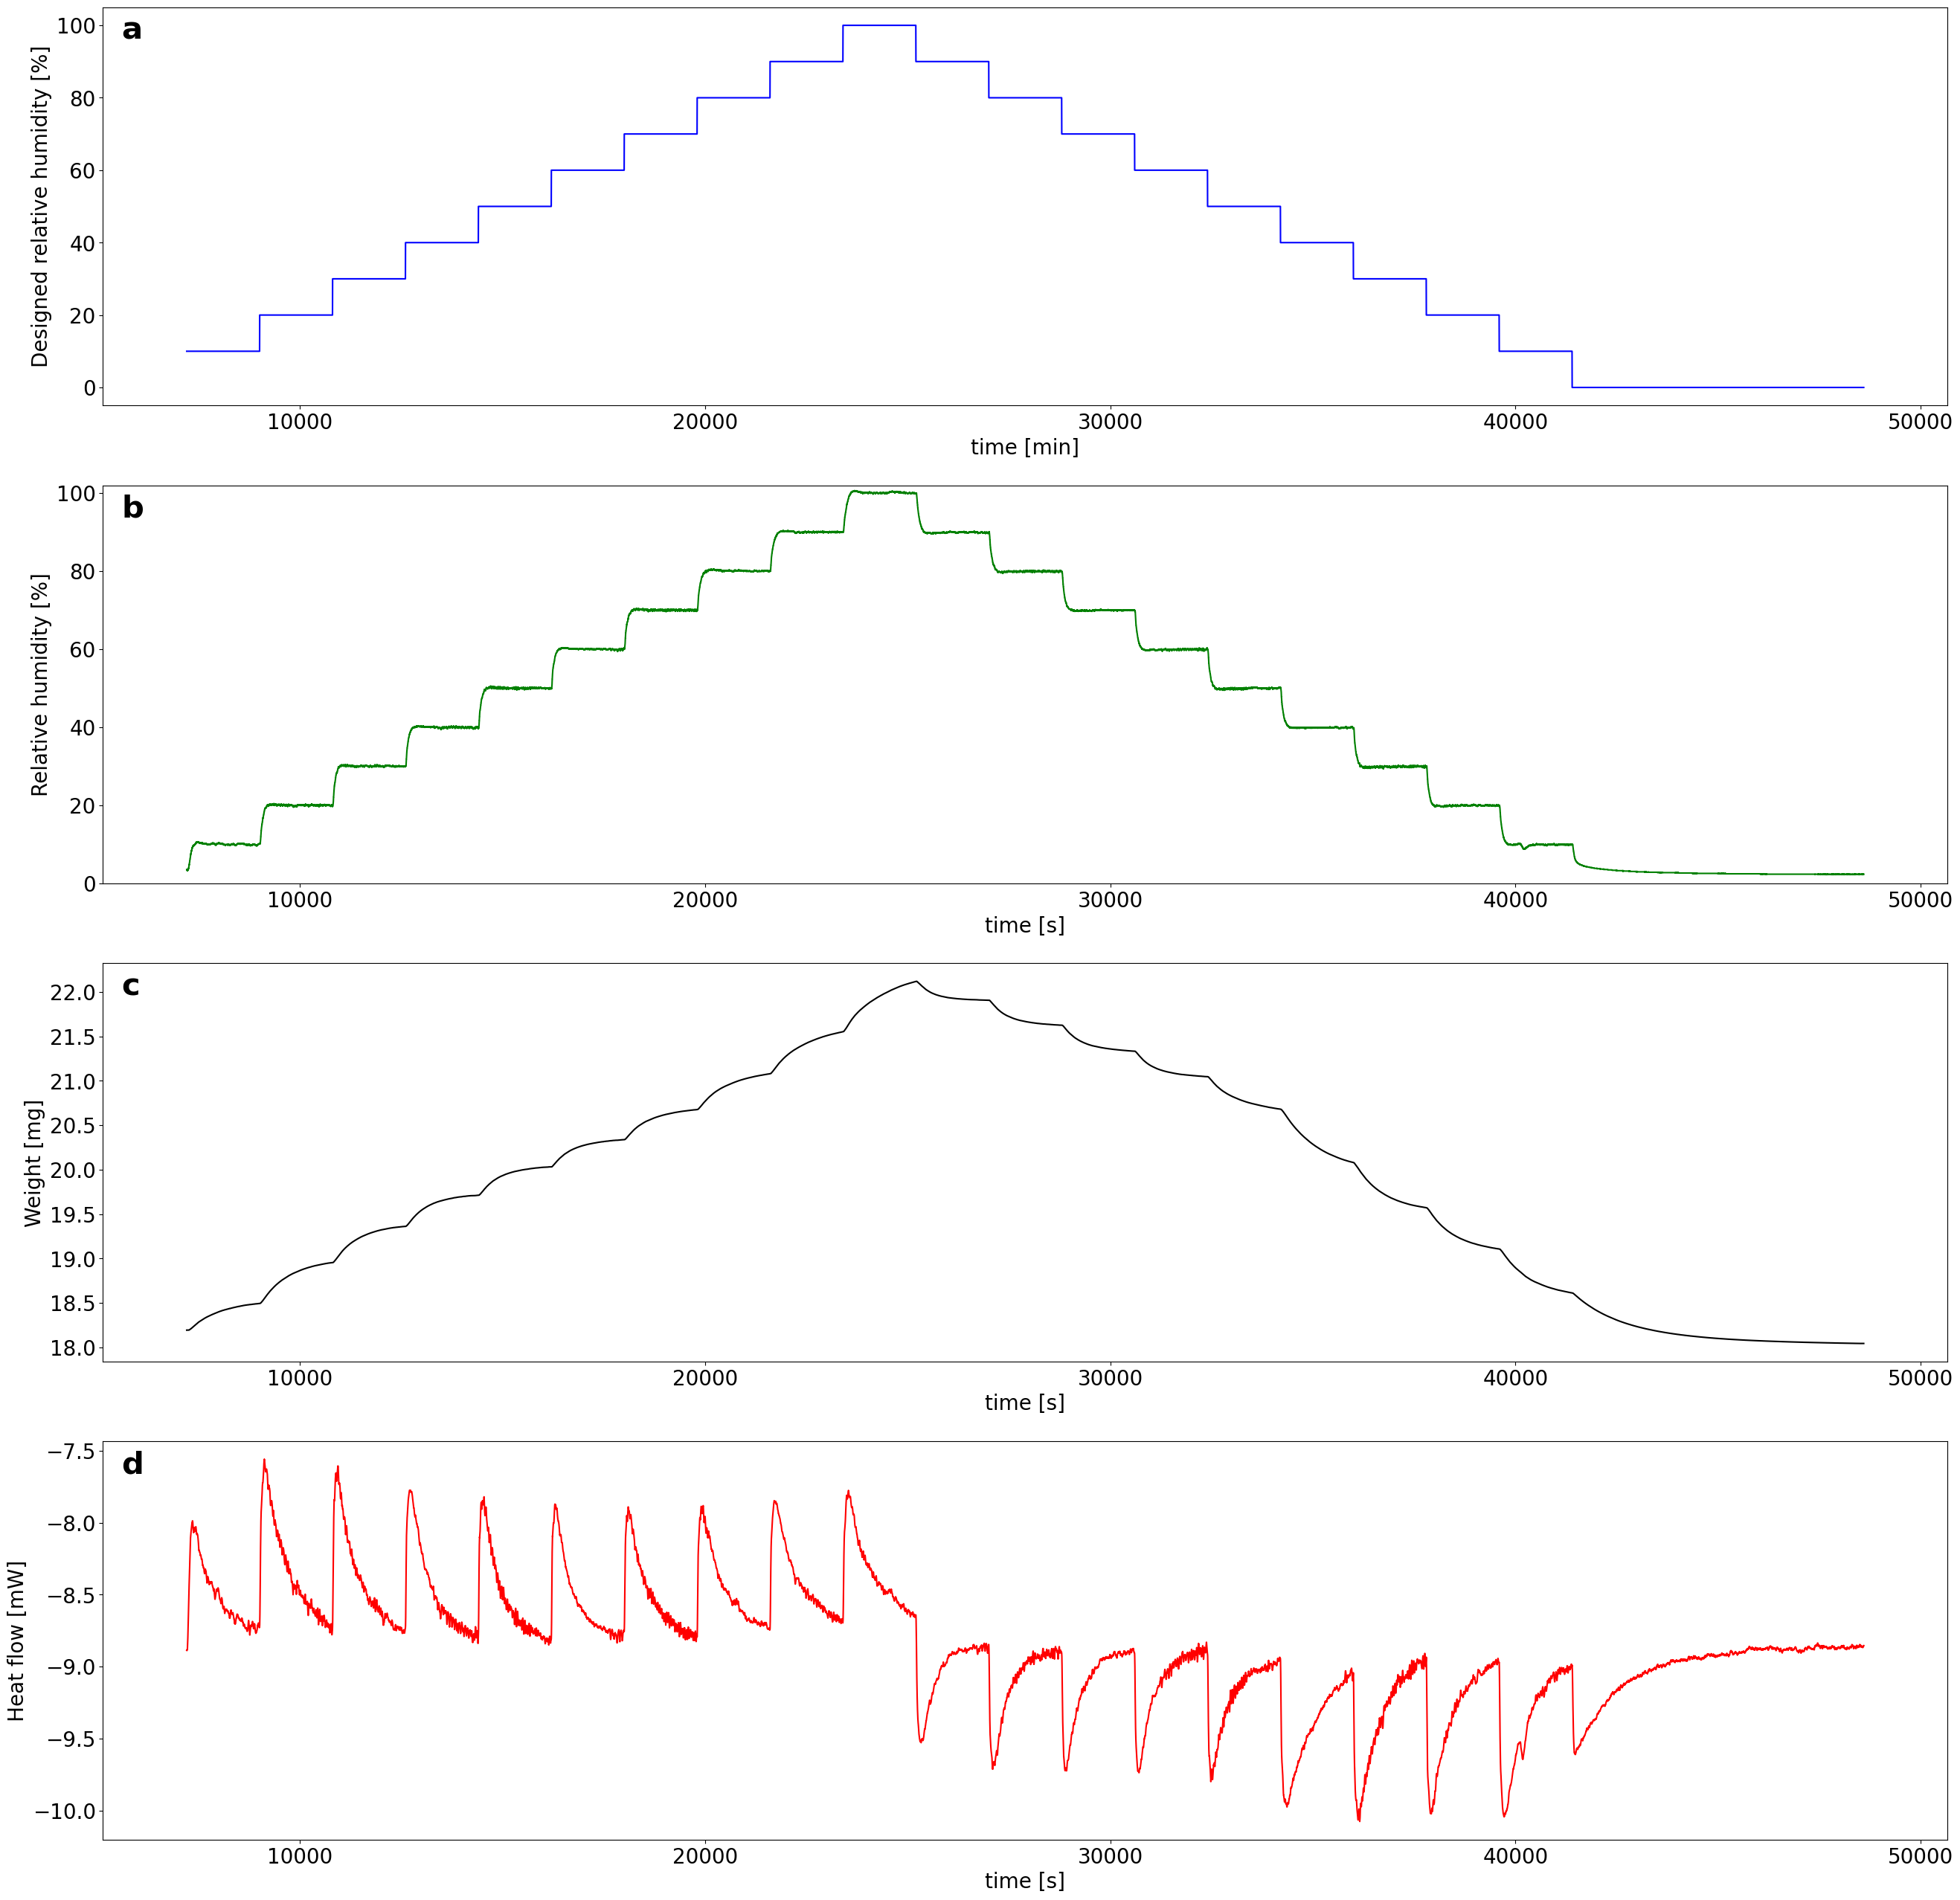 a
Designed relative humidity [%]
100
80
60
40
20
0
10000 20000 30000 40000 50000
time [min]
b
Relative humidity [%]
100
80
60
40
20
0
10000 20000 30000 40000 50000
time [s]
c
Weight [mg]
22.0
21.5
21.0
20.5
20.0
19.5
19.0
18.5
18.0
10000 20000 30000 40000 50000
time [s]
d
Heat flow [mW]
−7.5
−8.0
−8.5
−9.0
−9.5
−10.0
10000 20000 30000 40000 50000
time [s]